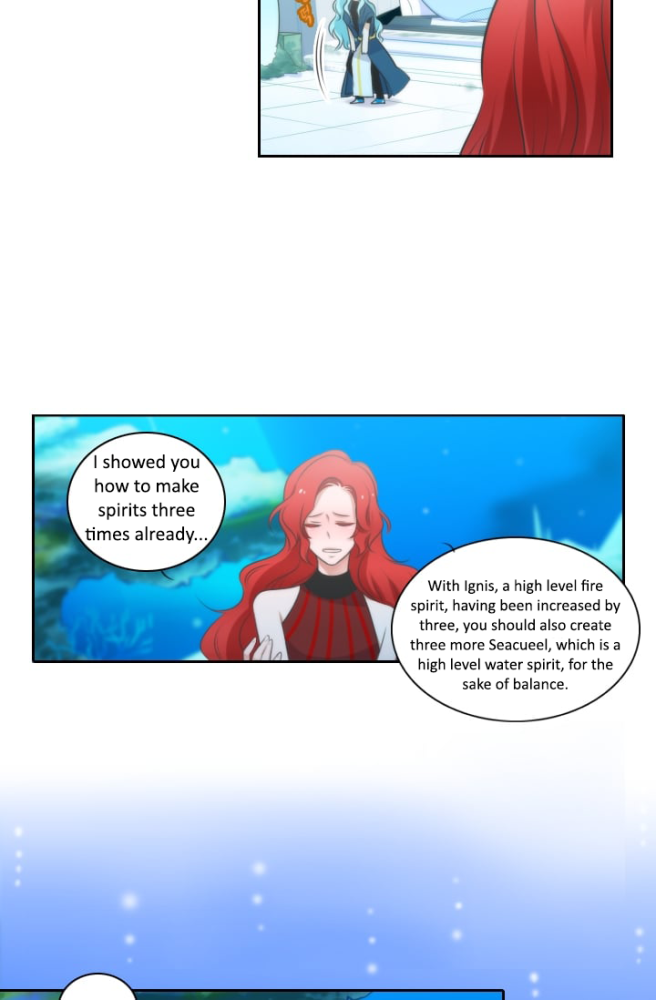 I showed you
how to make
spirits three
times already...
With Ignis, a high level fire
spirit, having been increased by
three, you should also create
three more Seacueel, which is a
high level water spirit, for the
sake of balance.